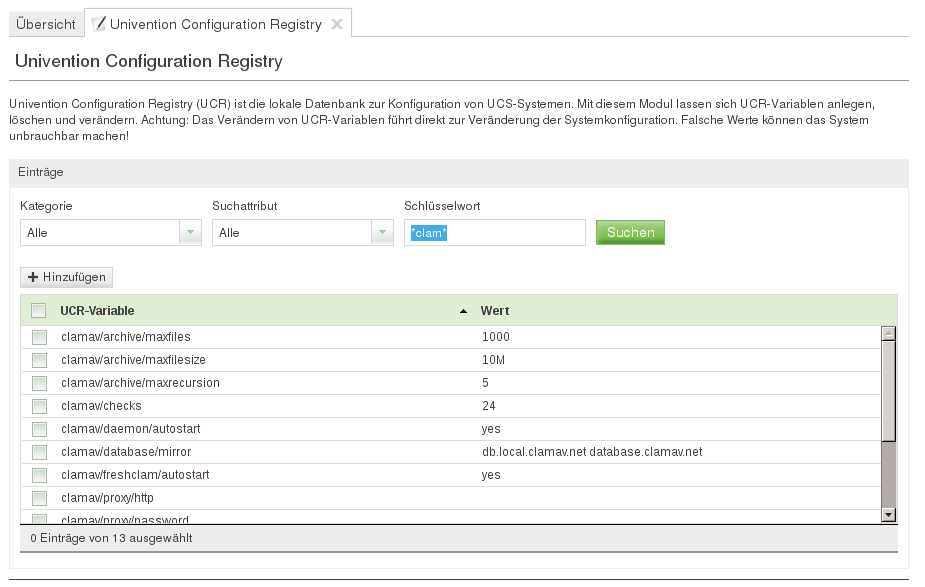 Übersicht Univention Configuration Registry
Univention Configuration Registry
Univention Configuration Registry (UCR) ist die lokale Datenbank zur Konfiguration von UCS-Systemen. Mit diesem Modul lassen sich UCR-Variablen anlegen,
löschen und verändern. Achtung: Das Verändern von UCR-Variablen führt direkt zur Veränderung der Systemkonfiguration. Falsche Werte können das System
unbrauchbar machen!
Einträge
Kategorie Suchattribut Schlüsselwort
Alle Alle *clam* Suchen
Hinzufügen
UCR-Variable Wert
clamav/archive/maxfiles 1000
clamav/archive/maxfilesize 10M
clamav/archive/maxrecursion 5
clamav/checks 24
clamav/daemon/autostart yes
clamav/database/mirror db.local.clamav.net database.clamav.net
clamav/freshclam/autostart yes
clamav/proxy/http
clamav/proxy/password
0 Einträge von 13 ausgewählt